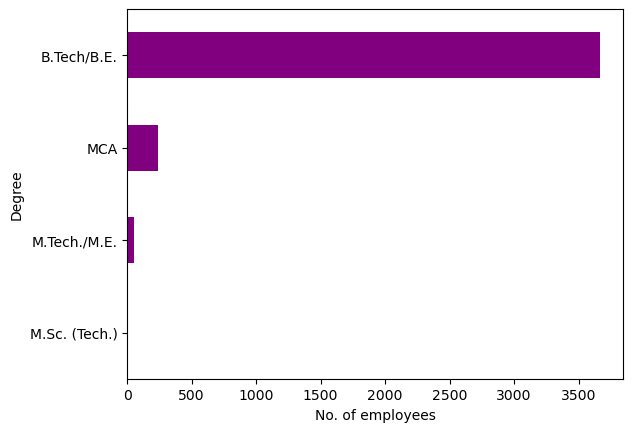 B.Tech/B.E.
MCA
M.Tech./M.E.
M.Sc. (Tech.)
Degree
0 500 1000 1500 2000 2500 3000 3500
No. of employees